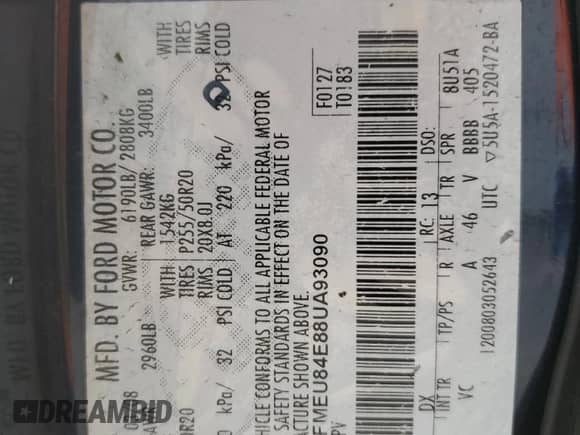 MFD. BY FORD MOTOR CO.
GVWR: 6190LB/ 2808KG
2960LB REAR GAWR: 3400LB
1542KG WITH
TIRES P255/50R20 TIRES
RIMS 20X8.0J RIMS
kPa/ 32 PSI COLD AT 220 kPa/ PSI COLD
HICLE CONFORMS TO ALL APPLICABLE FEDERAL MOTOR
SAFETY STANDARDS IN EFFECT ON THE DATE OF
ACTURE SHOWN ABOVE.
FMEU84E88UA93090
F0127
T0183
RC: 13 DSO:
INT TR TP/PS R AXLE TR SPR BU51A
VC A 46 V BBBB 405
1200803052643 UTC ▽5U5A-1520472-BA
DREAMBID